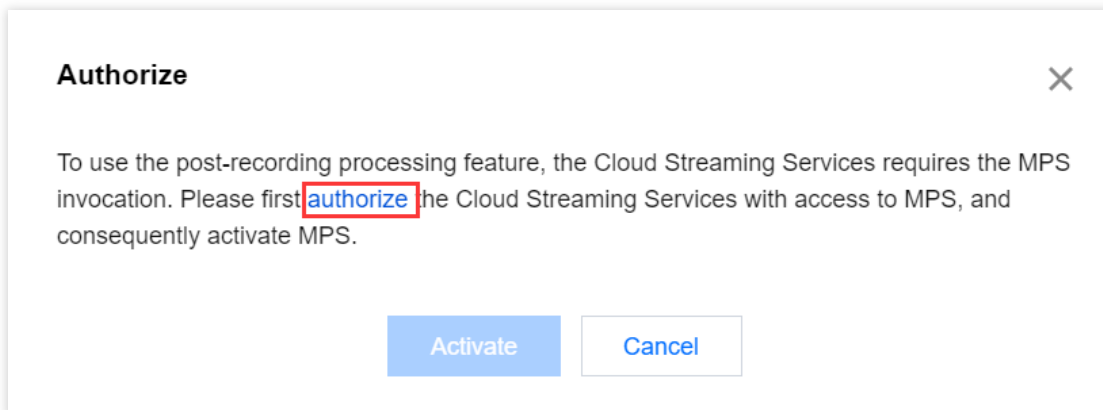 Authorize
To use the post-recording processing feature, the Cloud Streaming Services requires the MPS
invocation. Please first authorize the Cloud Streaming Services with access to MPS, and
consequently activate MPS.
Activate
Cancel